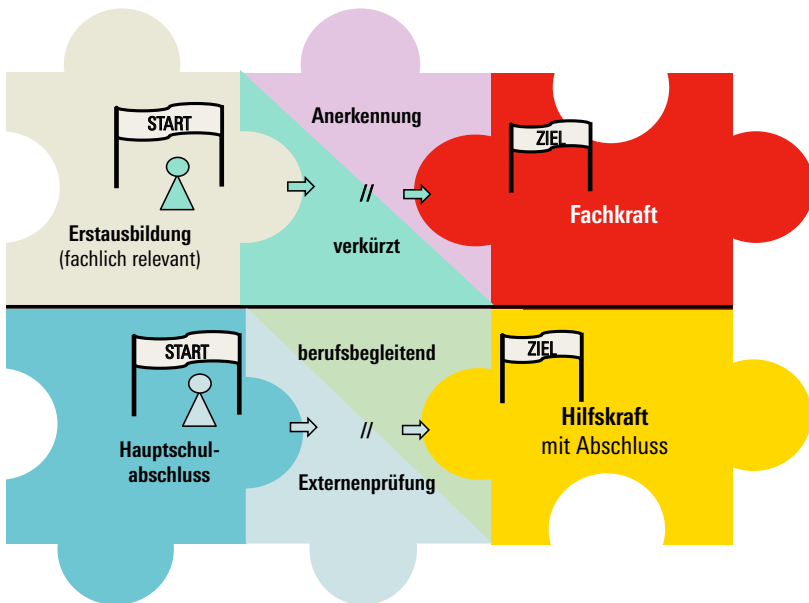 START
Erstausbildung
(fachlich relevant)
Anerkennung
//
verkürzt
ZIEL
Fachkraft
START
Hauptschul-
abschluss
berufsbegleitend
//
Externenprüfung
ZIEL
Hilfskraft
mit Abschluss